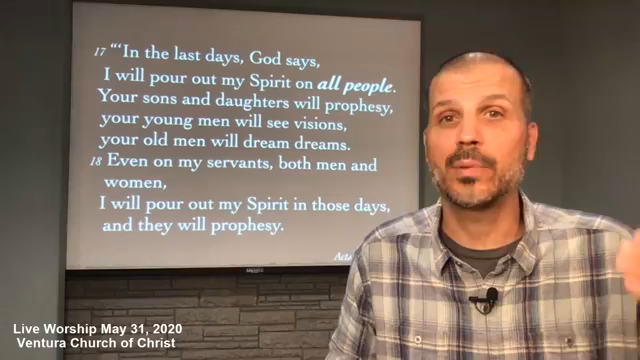 17 “‘In the last days, God says,
I will pour out my Spirit on all people.
Your sons and daughters will prophesy,
your young men will see visions,
your old men will dream dreams.
18 Even on my servants, both men and
women,
I will pour out my Spirit in those days,
and they will prophesy.
Acts
Live Worship May 31, 2020
Ventura Church of Christ